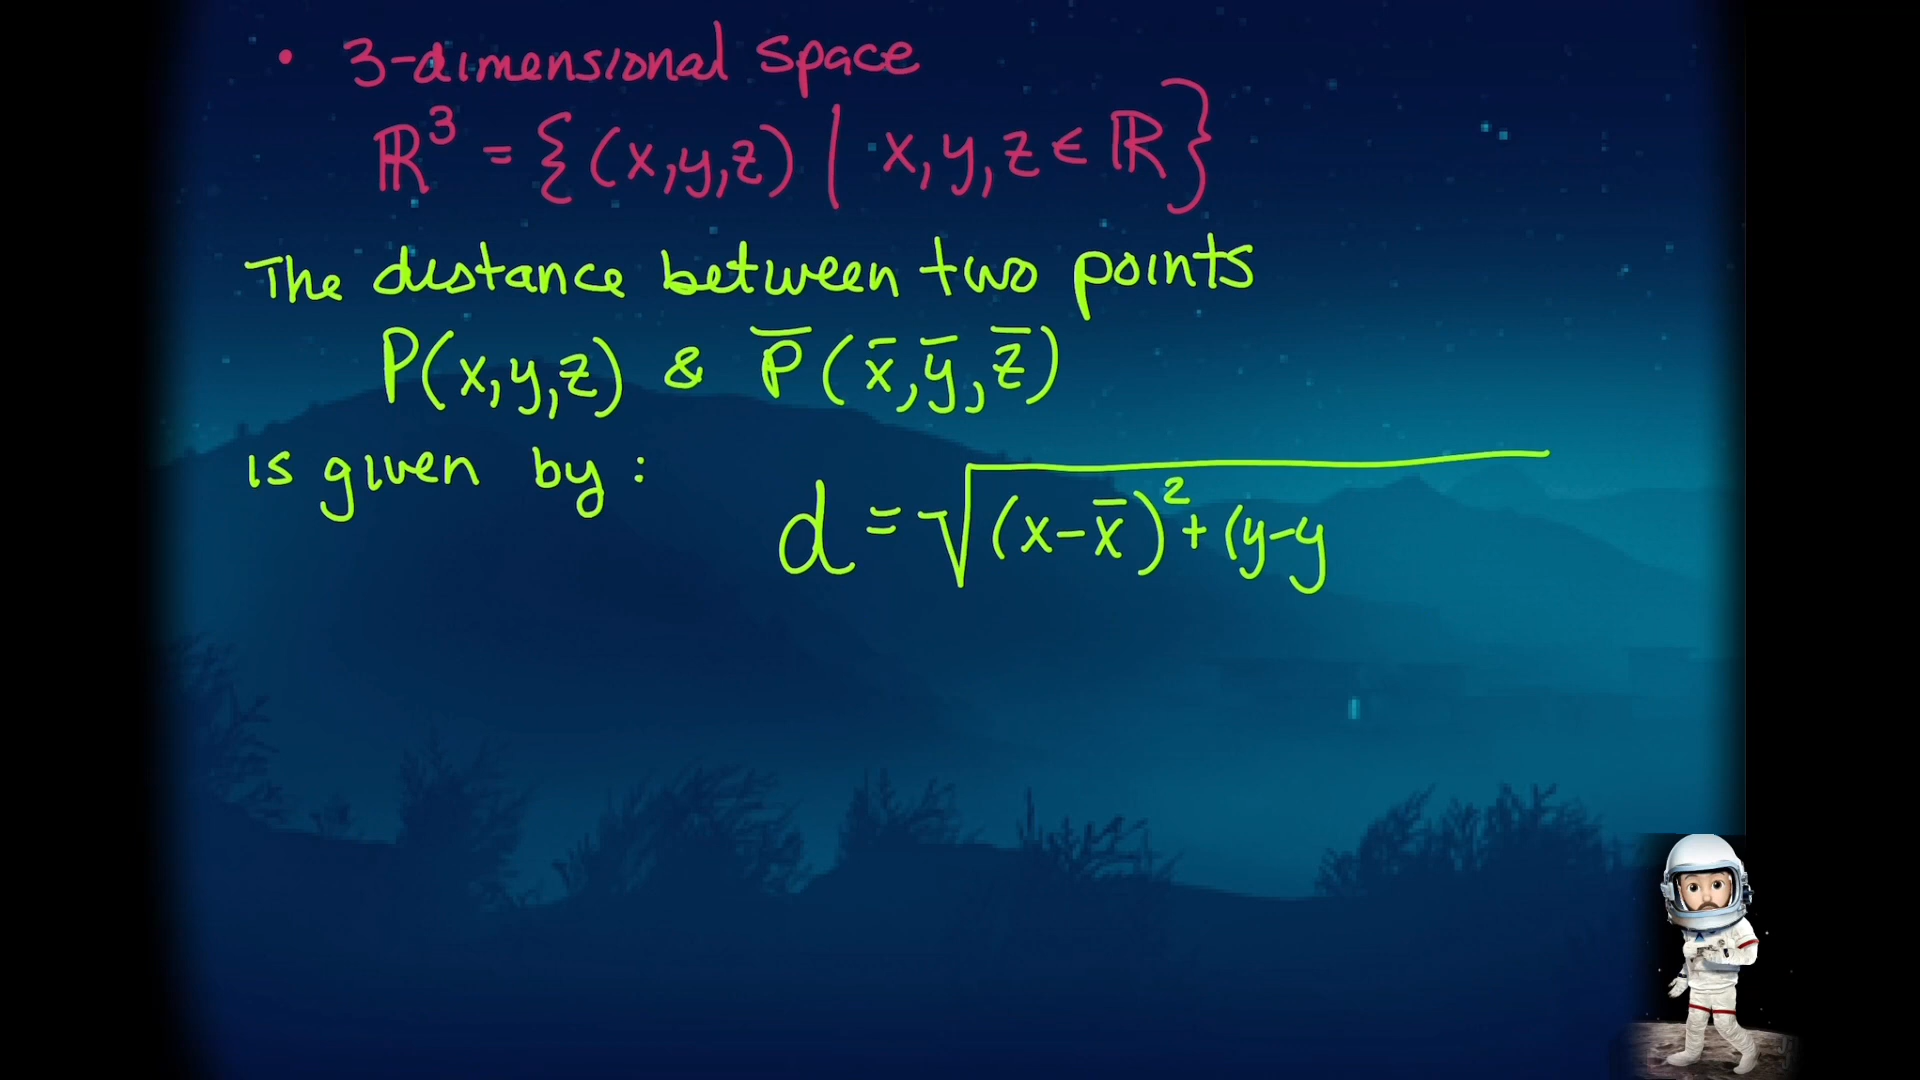 • 3-dimensional space
ℝ³ = {(x,y,z) | x,y,z ∈ ℝ}
The distance between two points
P(x,y,z) & P̅(x̅,y̅,z̅)
is given by:
d = √(x-x̅)² + (y-y